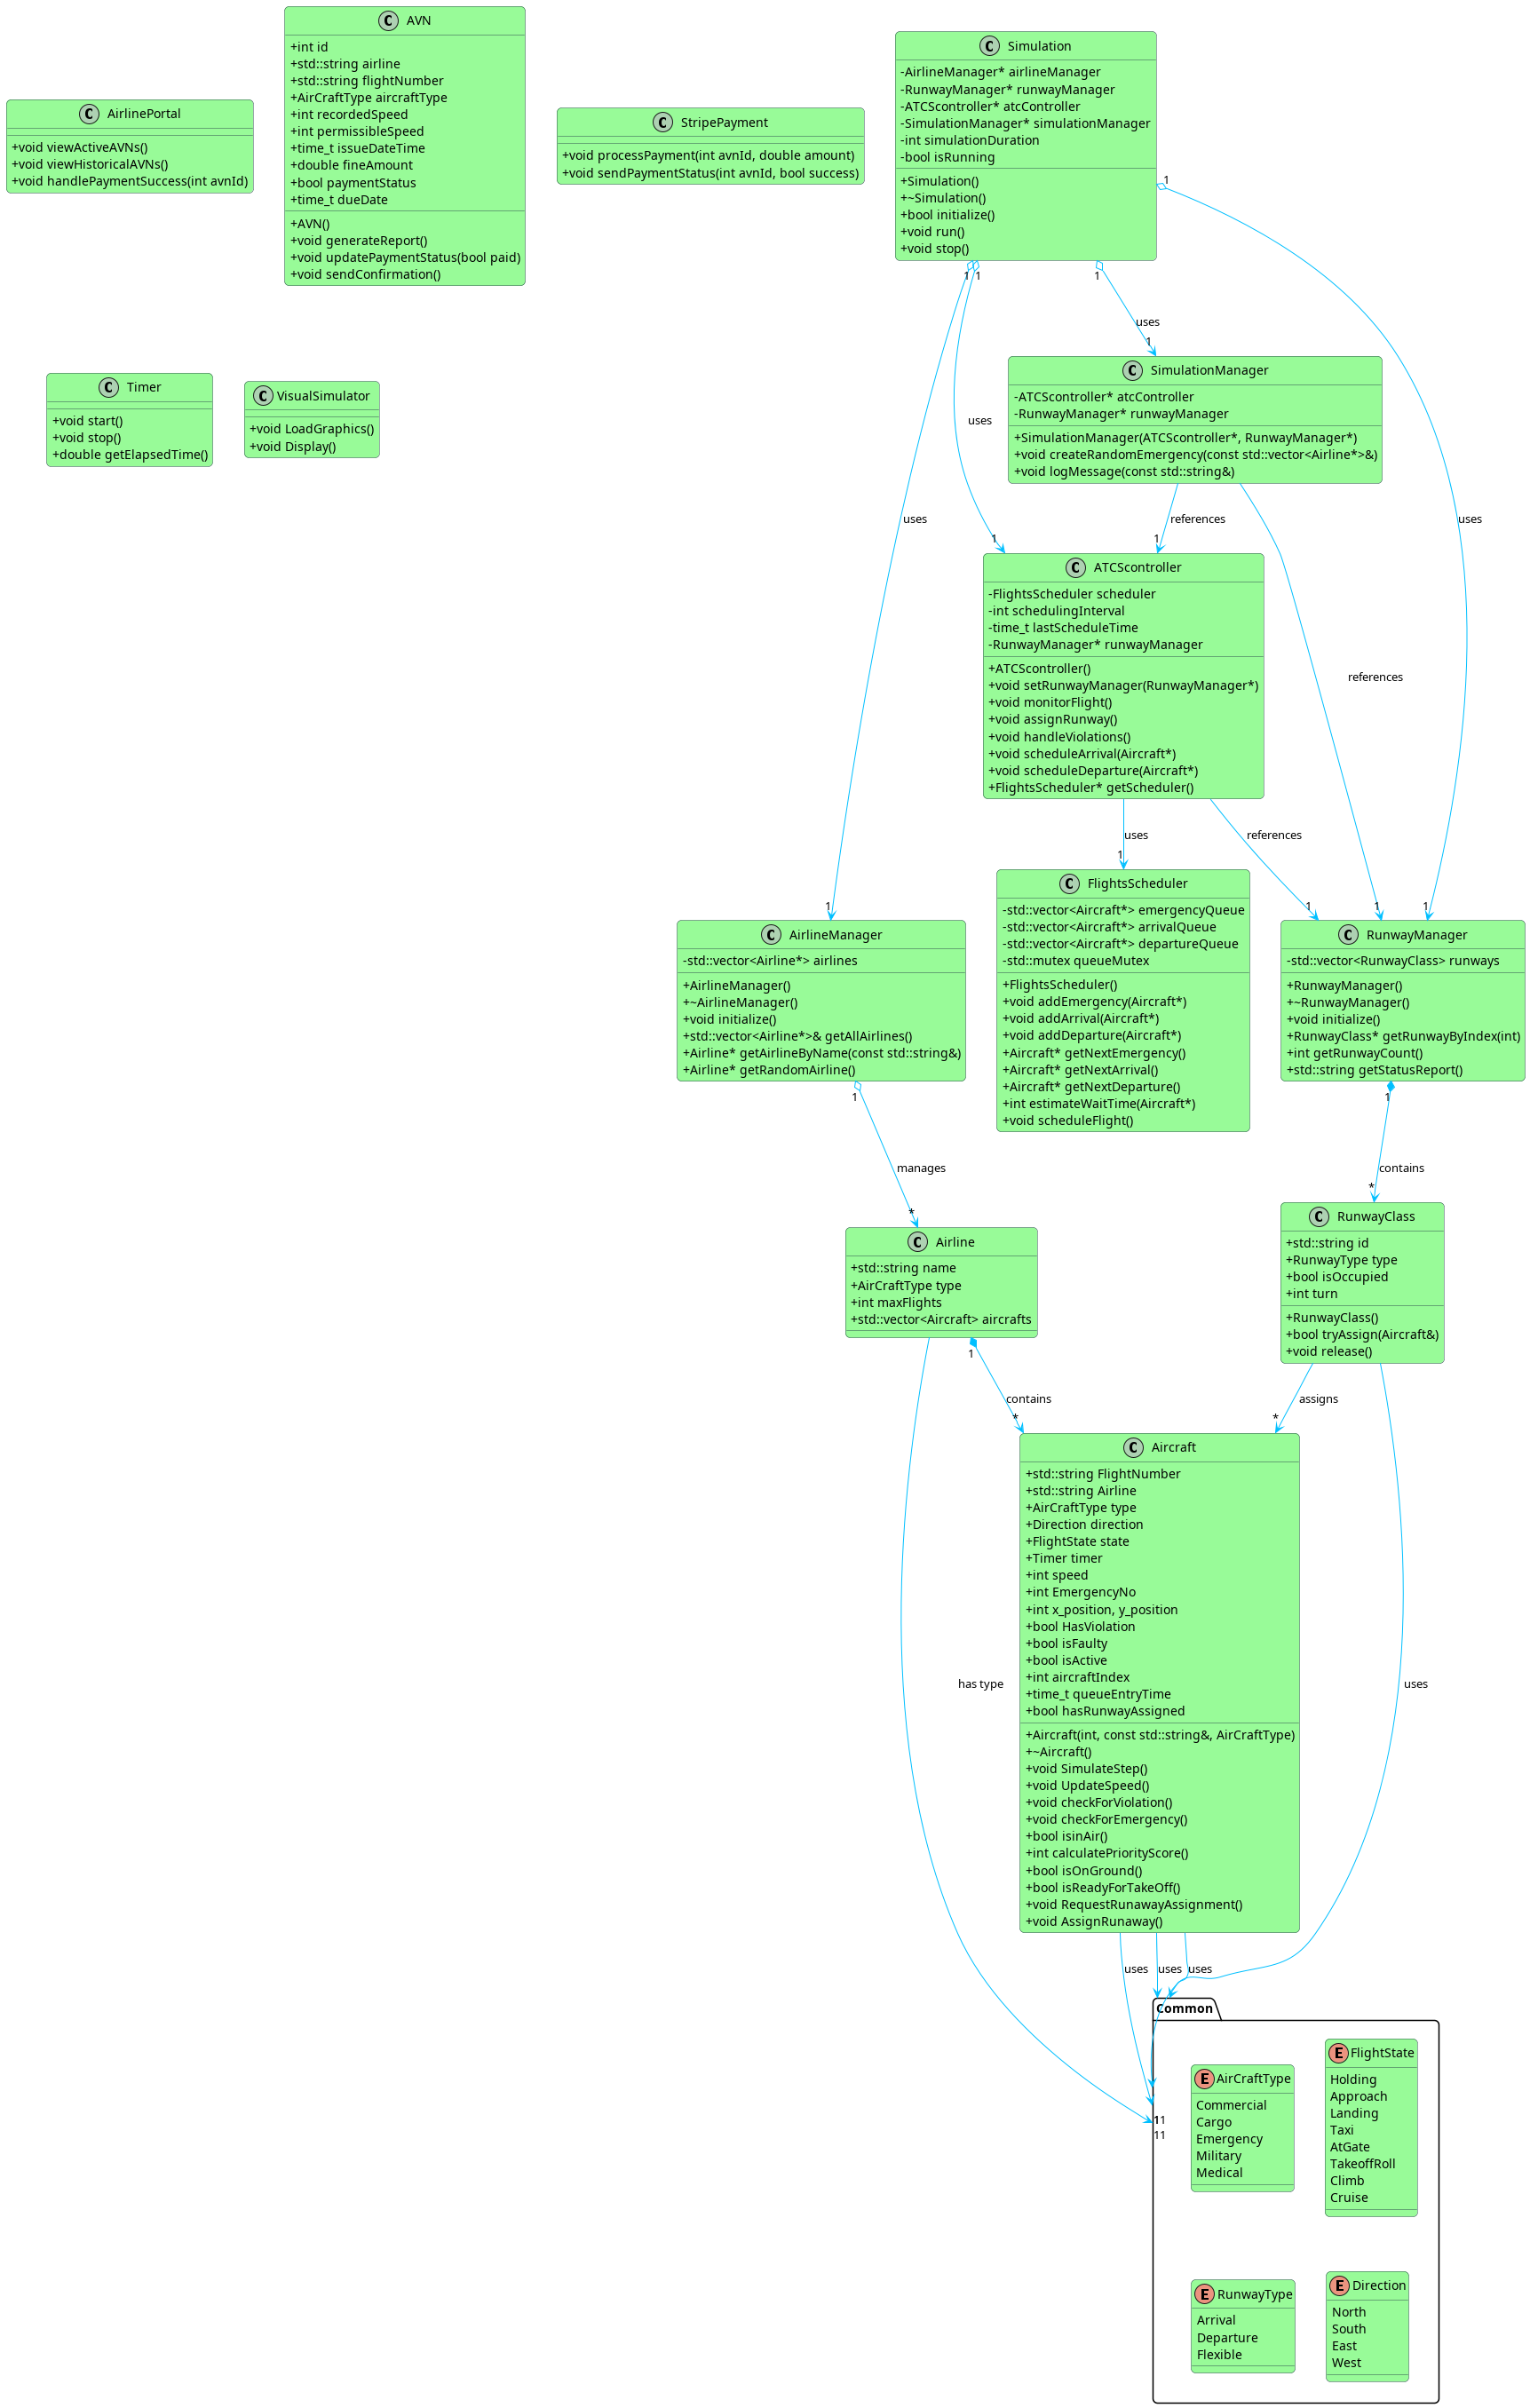 C AirlinePortal
+void viewActiveAVNs()
+void viewHistoricalAVNs()
+void handlePaymentSuccess(int avnId)
C AVN
+int id
+std::string airline
+std::string flightNumber
+AirCraftType aircraftType
+int recordedSpeed
+int permissibleSpeed
+time_t issueDateTime
+double fineAmount
+bool paymentStatus
+time_t dueDate
+AVN()
+void generateReport()
+void updatePaymentStatus(bool paid)
+void sendConfirmation()
C StripePayment
+void processPayment(int avnId, double amount)
+void sendPaymentStatus(int avnId, bool success)
C Simulation
-AirlineManager* airlineManager
-RunwayManager* runwayManager
-ATCScontroller* atcController
-SimulationManager* simulationManager
-int simulationDuration
-bool isRunning
+Simulation()
+~Simulation()
+bool initialize()
+void run()
+void stop()
1
1
1
1
C Timer
+void start()
+void stop()
+double getElapsedTime()
C VisualSimulator
+void LoadGraphics()
+void Display()
uses
1
C SimulationManager
-ATCScontroller* atcController
-RunwayManager* runwayManager
+SimulationManager(ATCScontroller*, RunwayManager*)
+void createRandomEmergency(const std::vector<Airline*>&)
+void logMessage(const std::string&)
uses
uses
references
uses
1
1
C ATCScontroller
-FlightsScheduler scheduler
-int schedulingInterval
-time_t lastScheduleTime
-RunwayManager* runwayManager
+ATCScontroller()
+void setRunwayManager(RunwayManager*)
+void monitorFlight()
+void assignRunway()
+void handleViolations()
+void scheduleArrival(Aircraft*)
+void scheduleDeparture(Aircraft*)
+FlightsScheduler* getScheduler()
references
uses
references
1
1
1
1
1
C AirlineManager
-std::vector<Airline*> airlines
+AirlineManager()
+~AirlineManager()
+void initialize()
+std::vector<Airline*>& getAllAirlines()
+Airline* getAirlineByName(const std::string&)
+Airline* getRandomAirline()
C FlightsScheduler
-std::vector<Aircraft*> emergencyQueue
-std::vector<Aircraft*> arrivalQueue
-std::vector<Aircraft*> departureQueue
-std::mutex queueMutex
+FlightsScheduler()
+void addEmergency(Aircraft*)
+void addArrival(Aircraft*)
+void addDeparture(Aircraft*)
+Aircraft* getNextEmergency()
+Aircraft* getNextArrival()
+Aircraft* getNextDeparture()
+int estimateWaitTime(Aircraft*)
+void scheduleFlight()
C RunwayManager
-std::vector<RunwayClass> runways
+RunwayManager()
+~RunwayManager()
+void initialize()
+RunwayClass* getRunwayByIndex(int)
+int getRunwayCount()
+std::string getStatusReport()
1
1
manages
contains
*
*
C Airline
+std::string name
+AirCraftType type
+int maxFlights
+std::vector<Aircraft> aircrafts
C RunwayClass
+std::string id
+RunwayType type
+bool isOccupied
+int turn
+RunwayClass()
+bool tryAssign(Aircraft&)
+void release()
1
contains
assigns
*
*
C Aircraft
+std::string FlightNumber
+std::string Airline
+AirCraftType type
+Direction direction
+FlightState state
+Timer timer
+int speed
+int EmergencyNo
+int x_position, y_position
+bool HasViolation
+bool isFaulty
+bool isActive
+int aircraftIndex
+time_t queueEntryTime
+bool hasRunwayAssigned
+Aircraft(int, const std::string&, AirCraftType)
+~Aircraft()
+void SimulateStep()
+void UpdateSpeed()
+void checkForViolation()
+void checkForEmergency()
+bool isinAir()
+int calculatePriorityScore()
+bool isOnGround()
+bool isReadyForTakeOff()
+void RequestRunawayAssignment()
+void AssignRunaway()
has type
uses
uses
uses
uses
Common
11
11
E AirCraftType
Commercial
Cargo
Emergency
Military
Medical
E FlightState
Holding
Approach
Landing
Taxi
AtGate
TakeoffRoll
Climb
Cruise
E RunwayType
Arrival
Departure
Flexible
E Direction
North
South
East
West